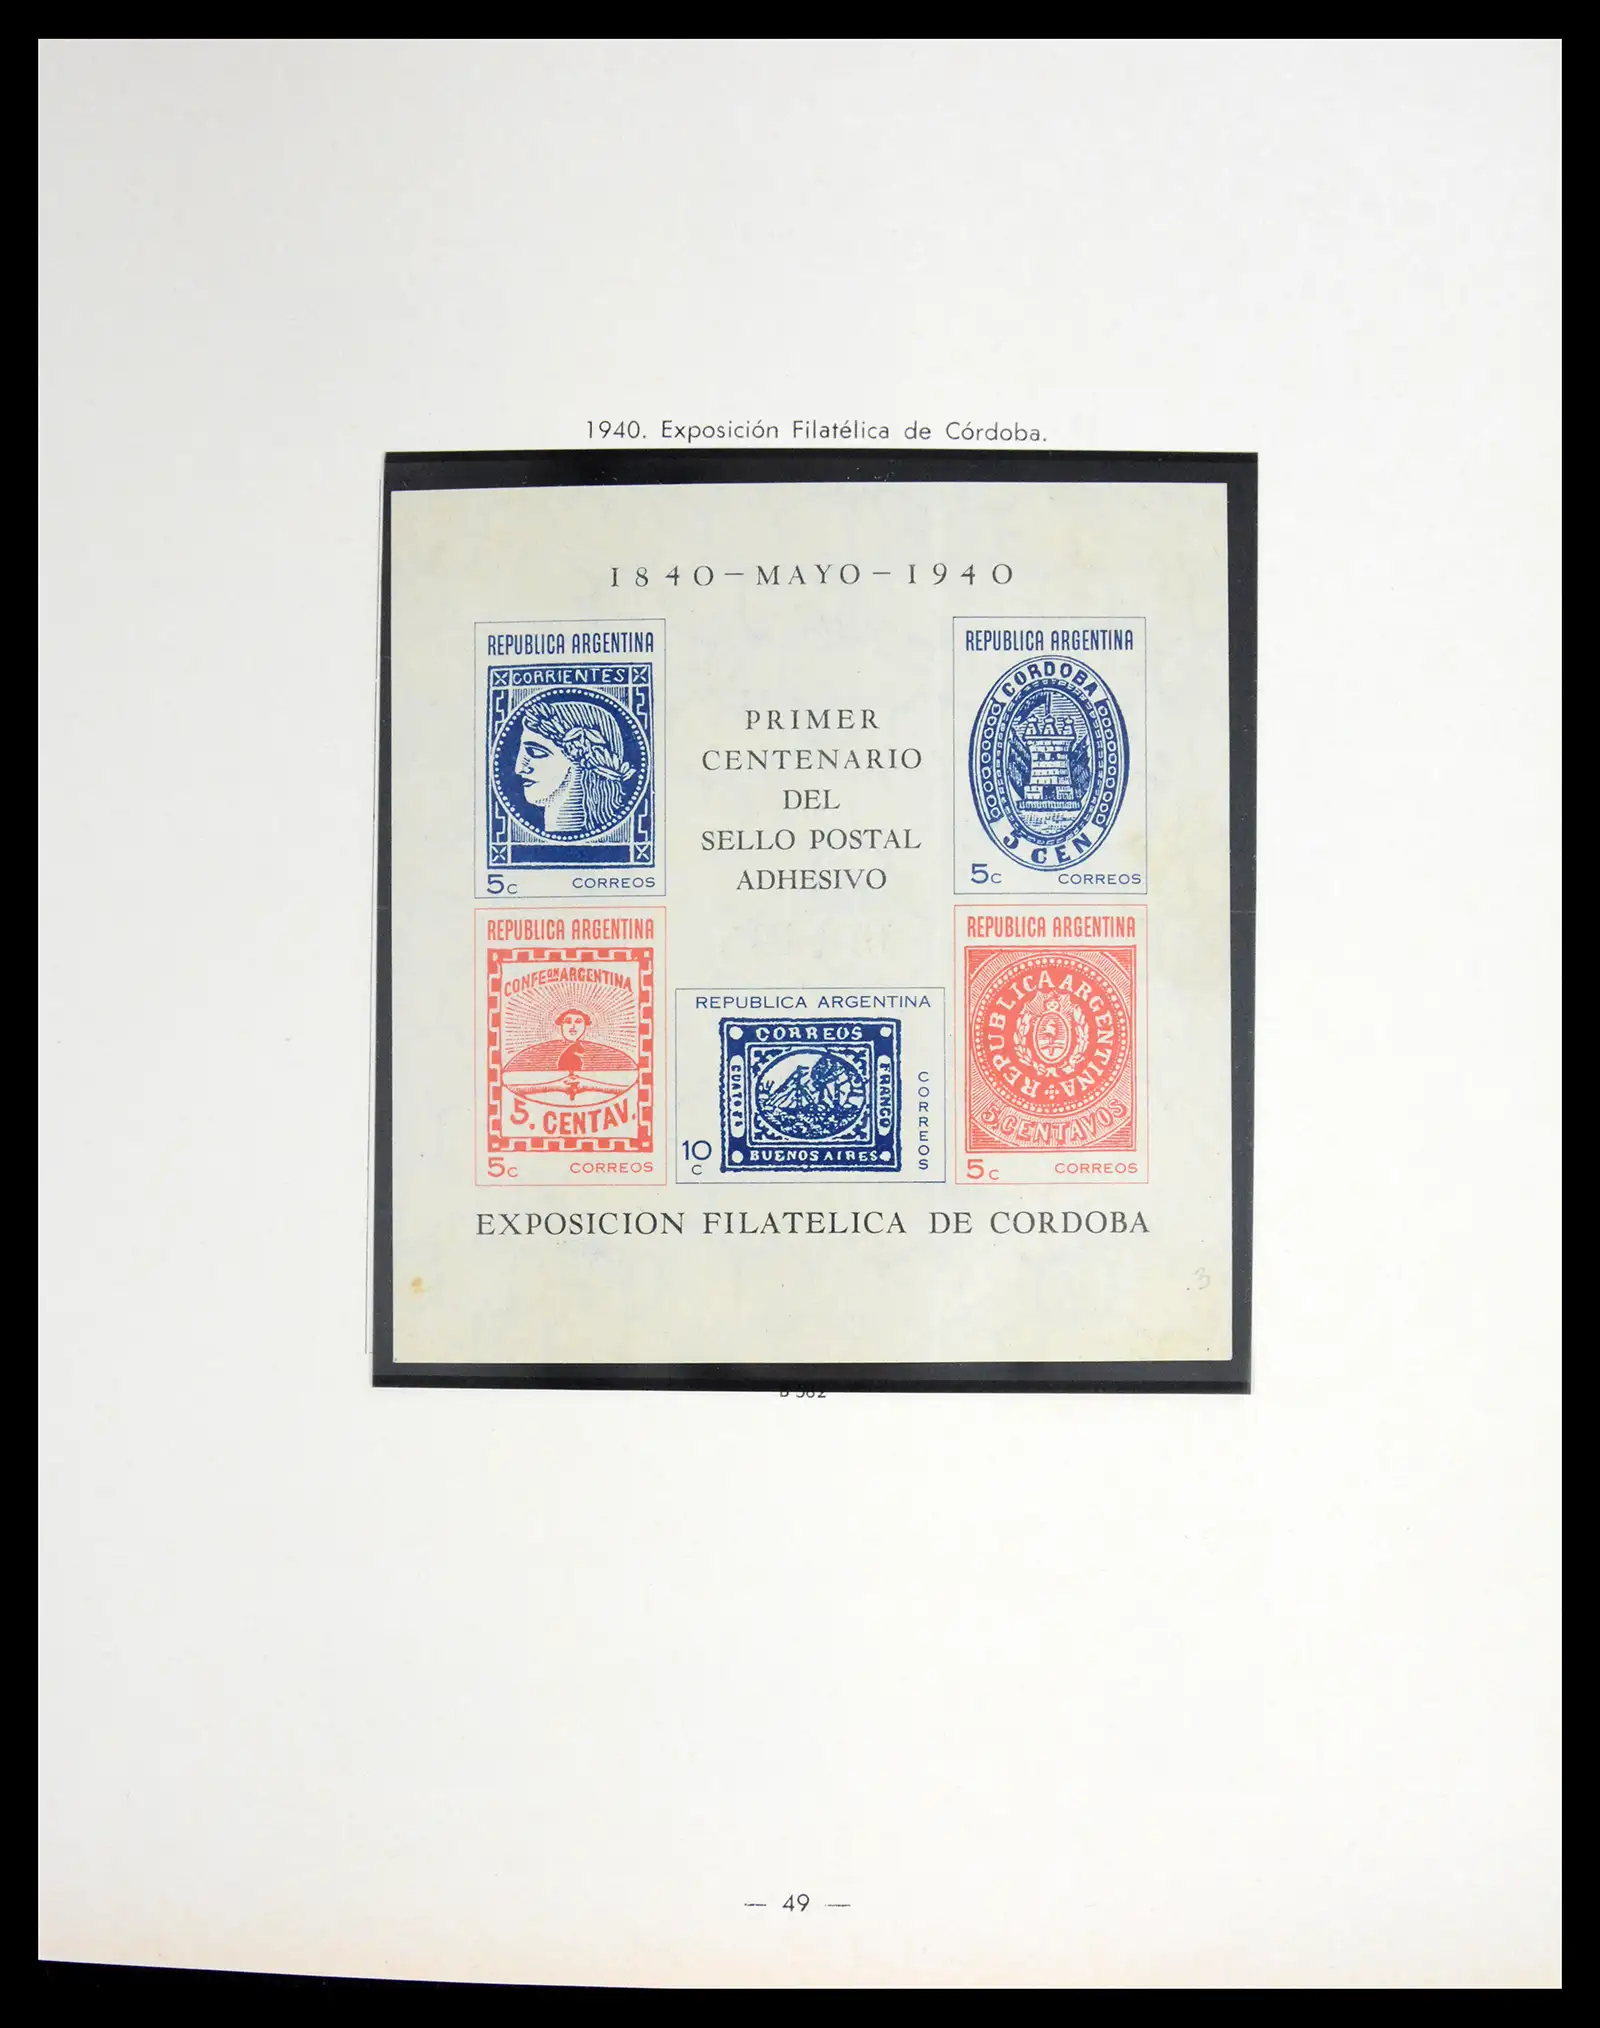 1940. Exposición Filatélica de Córdoba.
1840 — MAYO — 1940
REPUBLICA ARGENTINA
CORRIENTES
5c CORREOS
REPUBLICA ARGENTINA
CORDOBA
5 CEN
5c CORREOS
PRIMER
CENTENARIO
DEL
SELLO POSTAL
ADHESIVO
REPUBLICA ARGENTINA
CONFEON ARGENTINA
5. CENTAV.
5c CORREOS
REPUBLICA ARGENTINA
CORREOS
FRANCO
BUENOS AIRES
10
c
CORREOS
REPUBLICA ARGENTINA
REPUBLICA ARGENTINA
5 CENTAVOS
5c CORREOS
EXPOSICION FILATELICA DE CORDOBA
3
— 49 —